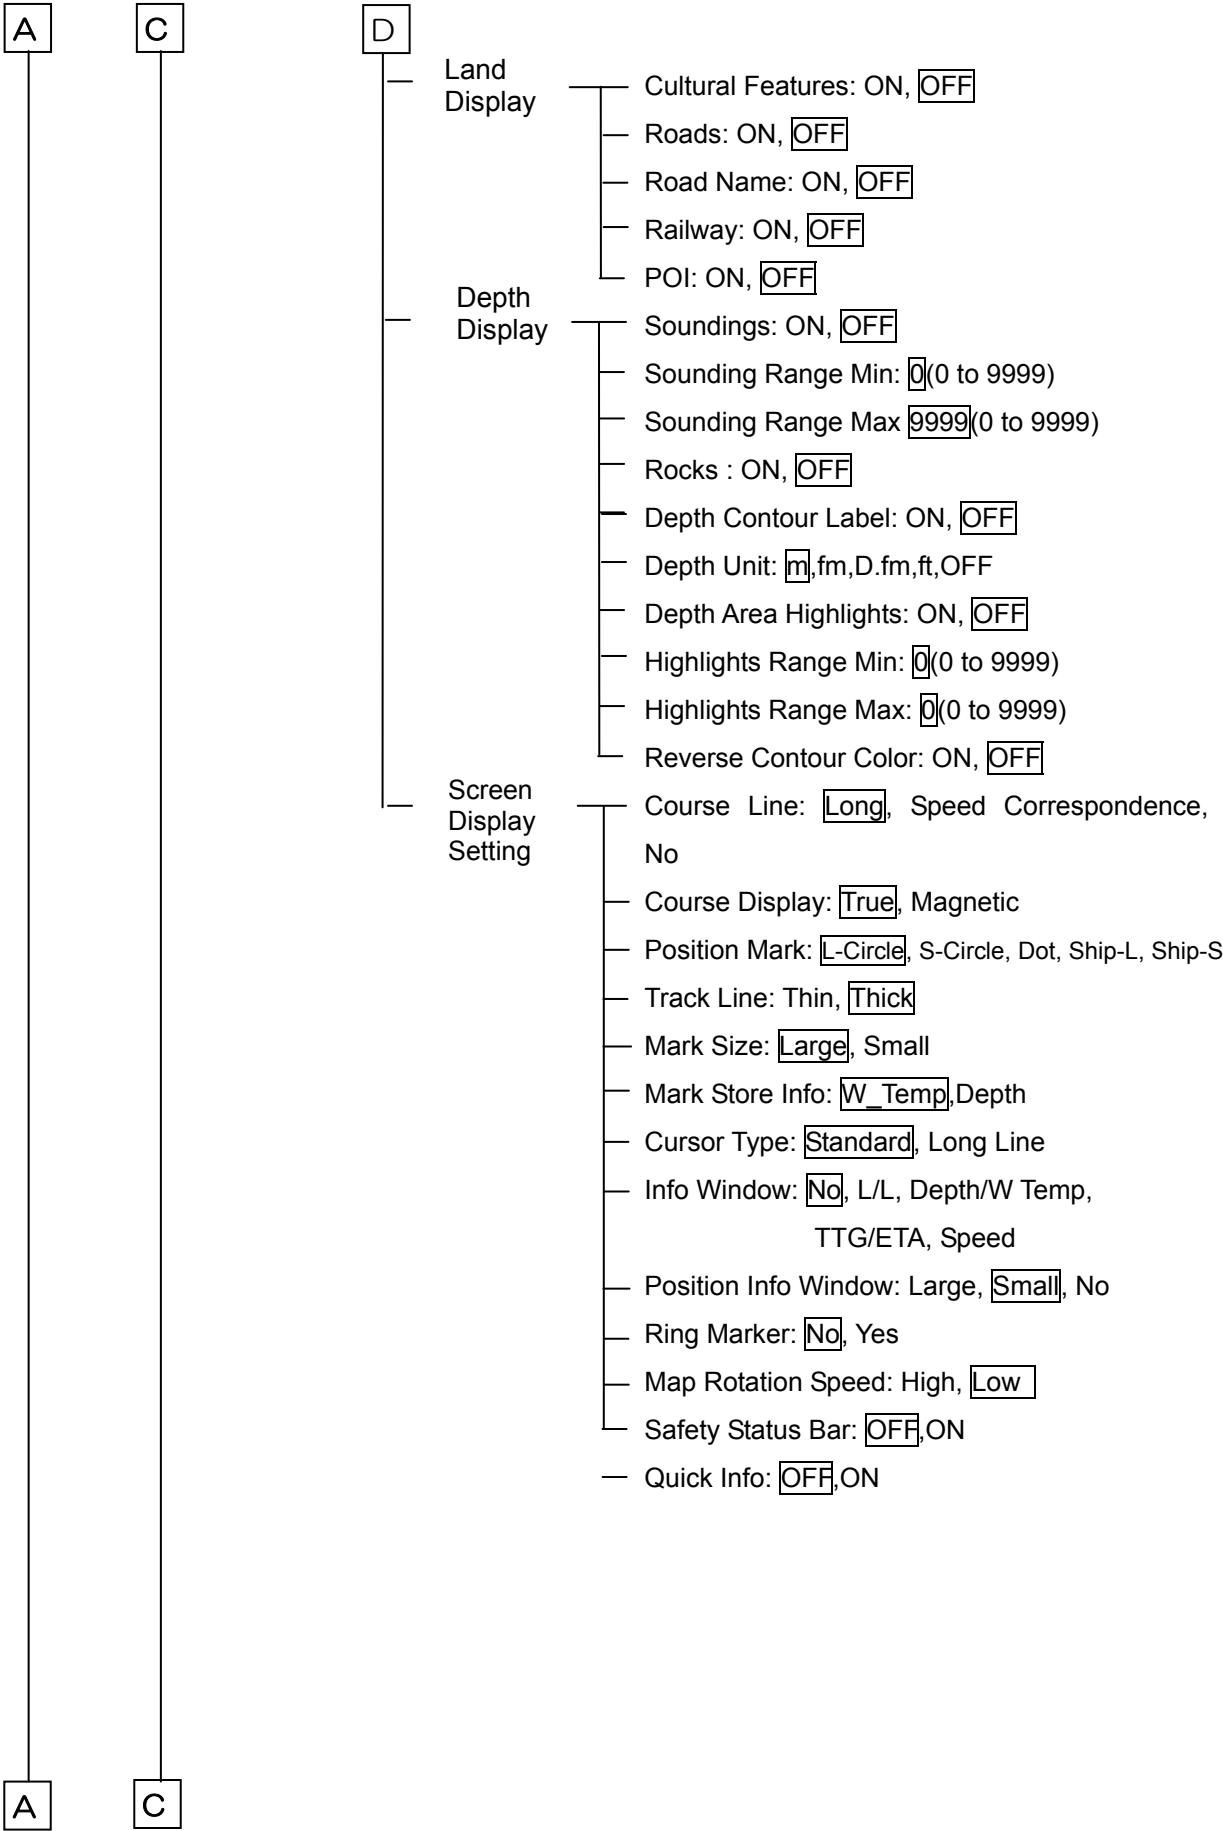 A
C
D
Land
Display
Cultural Features: ON, OFF
Roads: ON, OFF
Road Name: ON, OFF
Railway: ON, OFF
POI: ON, OFF
Depth
Display
Soundings: ON, OFF
Sounding Range Min: 0(0 to 9999)
Sounding Range Max 9999(0 to 9999)
Rocks : ON, OFF
Depth Contour Label: ON, OFF
Depth Unit: m,fm,D.fm,ft,OFF
Depth Area Highlights: ON, OFF
Highlights Range Min: 0(0 to 9999)
Highlights Range Max: 0(0 to 9999)
Reverse Contour Color: ON, OFF
Screen
Display
Setting
Course Line: Long, Speed Correspondence,
No
Course Display: True, Magnetic
Position Mark: L-Circle, S-Circle, Dot, Ship-L, Ship-S
Track Line: Thin, Thick
Mark Size: Large, Small
Mark Store Info: W_Temp,Depth
Cursor Type: Standard, Long Line
Info Window: No, L/L, Depth/W Temp,
TTG/ETA, Speed
Position Info Window: Large, Small, No
Ring Marker: No, Yes
Map Rotation Speed: High, Low
Safety Status Bar: OFF,ON
Quick Info: OFF,ON
A
C